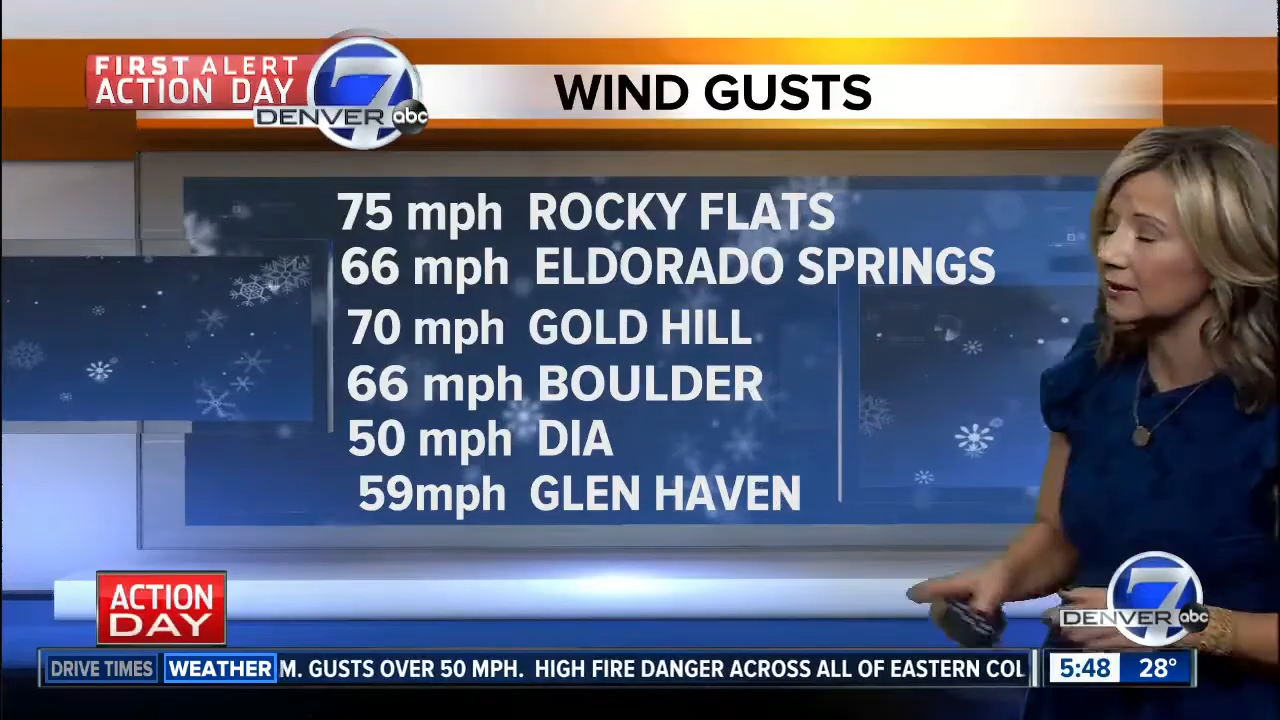 FIRST ALERT
ACTION DAY
7
DENVER abc
WIND GUSTS
75 mph ROCKY FLATS
66 mph ELDORADO SPRINGS
70 mph GOLD HILL
66 mph BOULDER
50 mph DIA
59mph GLEN HAVEN
ACTION
DAY
7
DENVER abc
DRIVE TIMES WEATHER M. GUSTS OVER 50 MPH. HIGH FIRE DANGER ACROSS ALL OF EASTERN COL 5:48 28°